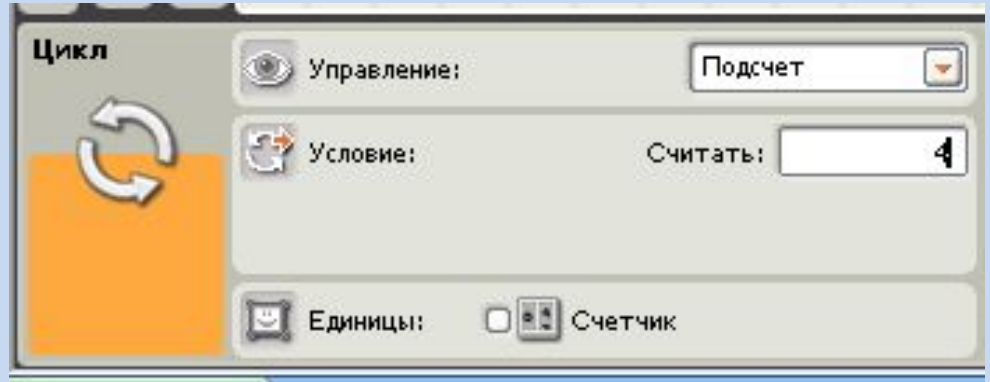 Цикл
Управление: Подсчет
Условие: Считать: 4
Единицы: Счетчик